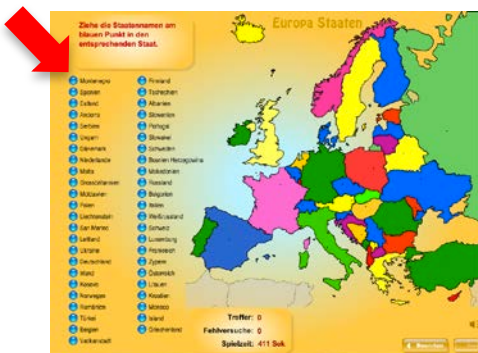 Ziehe die Staatennamen am
blauen Punkt in den
entsprechenden Staat.
Europa Staaten
Montenegro
Spanien
Estland
Andorra
Serbien
Ungarn
Dänemark
Niederlande
Malta
Grossbritannien
Moldavien
Polen
Liechtenstein
San Marino
Lettland
Ukraine
Deutschland
Irland
Kosovo
Norwegen
Rumänien
Türkei
Belgien
Vatikanstadt
Finnland
Tschechien
Albanien
Slowenien
Portugal
Slowakei
Schweden
Bosnien Herzegowina
Makedonien
Russland
Bulgarien
Italien
Weißrussland
Schweiz
Luxemburg
Frankreich
Zypern
Österreich
Litauen
Kroatien
Monaco
Island
Griechenland
Treffer: 0
Fehlversuche: 0
Spielzeit: 411 Sek